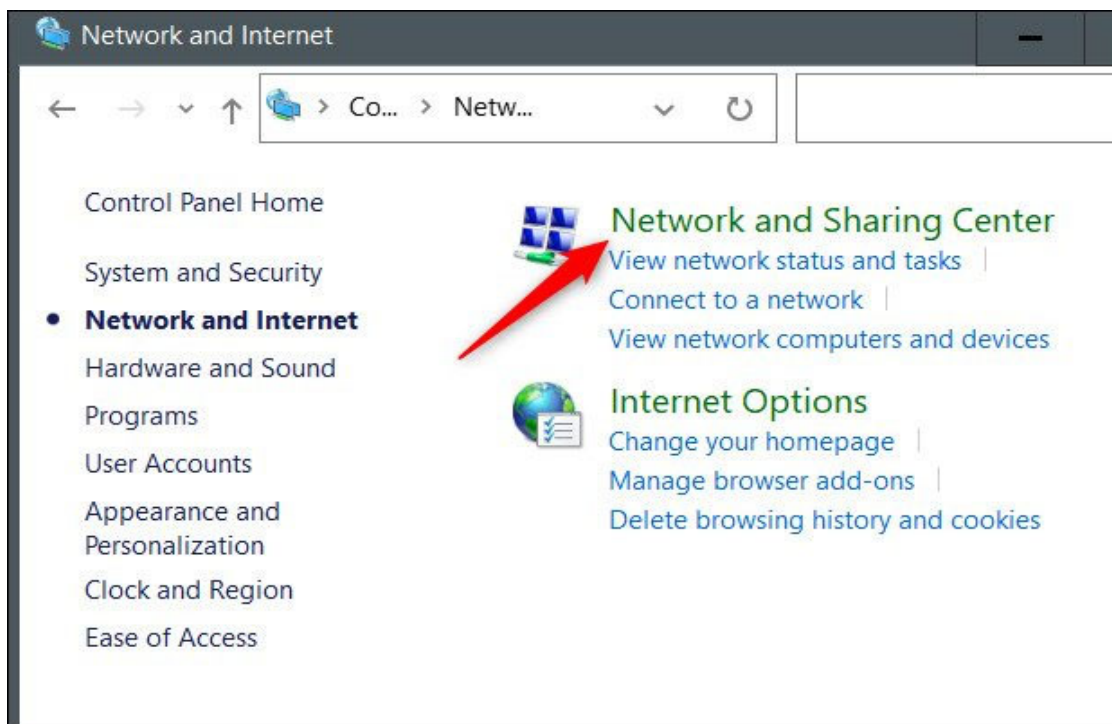 Network and Internet
Co... > Netw...
Control Panel Home
System and Security
Network and Internet
Hardware and Sound
Programs
User Accounts
Appearance and
Personalization
Clock and Region
Ease of Access
Network and Sharing Center
View network status and tasks
Connect to a network
View network computers and devices
Internet Options
Change your homepage
Manage browser add-ons
Delete browsing history and cookies